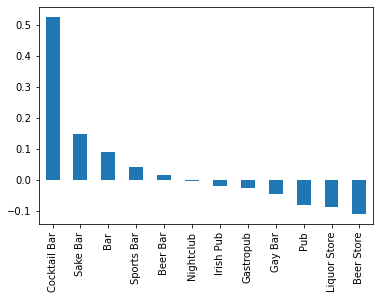 0.5
0.4
0.3
0.2
0.1
0.0
−0.1
Cocktail Bar
Sake Bar
Bar
Sports Bar
Beer Bar
Nightclub
Irish Pub
Gastropub
Gay Bar
Pub
Liquor Store
Beer Store